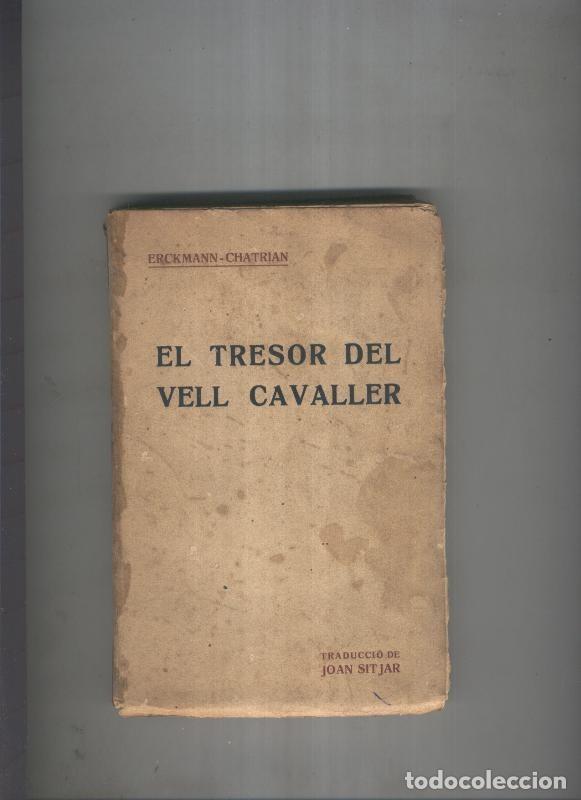 ERCKMANN-CHATRIAN
EL TRESOR DEL
VELL CAVALLER
TRADUCCIÓ DE
JOAN SITJAR
todocoleccion